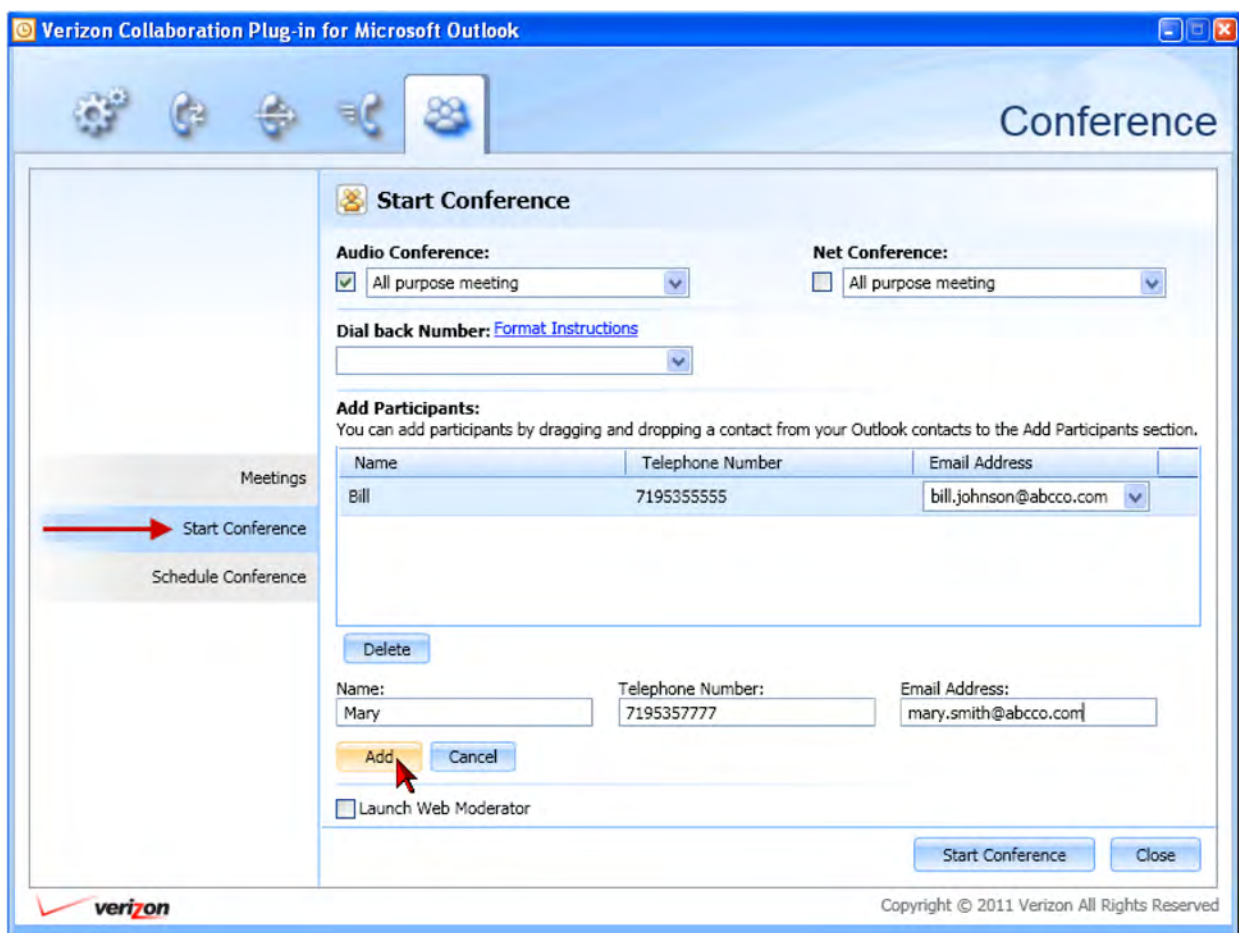 Verizon Collaboration Plug-in for Microsoft Outlook
Conference
Start Conference
Audio Conference:
Net Conference:
All purpose meeting
All purpose meeting
Dial back Number: Format Instructions
Add Participants:
You can add participants by dragging and dropping a contact from your Outlook contacts to the Add Participants section.
Name Telephone Number Email Address
Bill 7195355555 bill.johnson@abcco.com
Meetings
Start Conference
Schedule Conference
Delete
Name: Telephone Number: Email Address:
Mary 7195357777 mary.smith@abcco.com
Add Cancel
Launch Web Moderator
Start Conference Close
verizon Copyright © 2011 Verizon All Rights Reserved